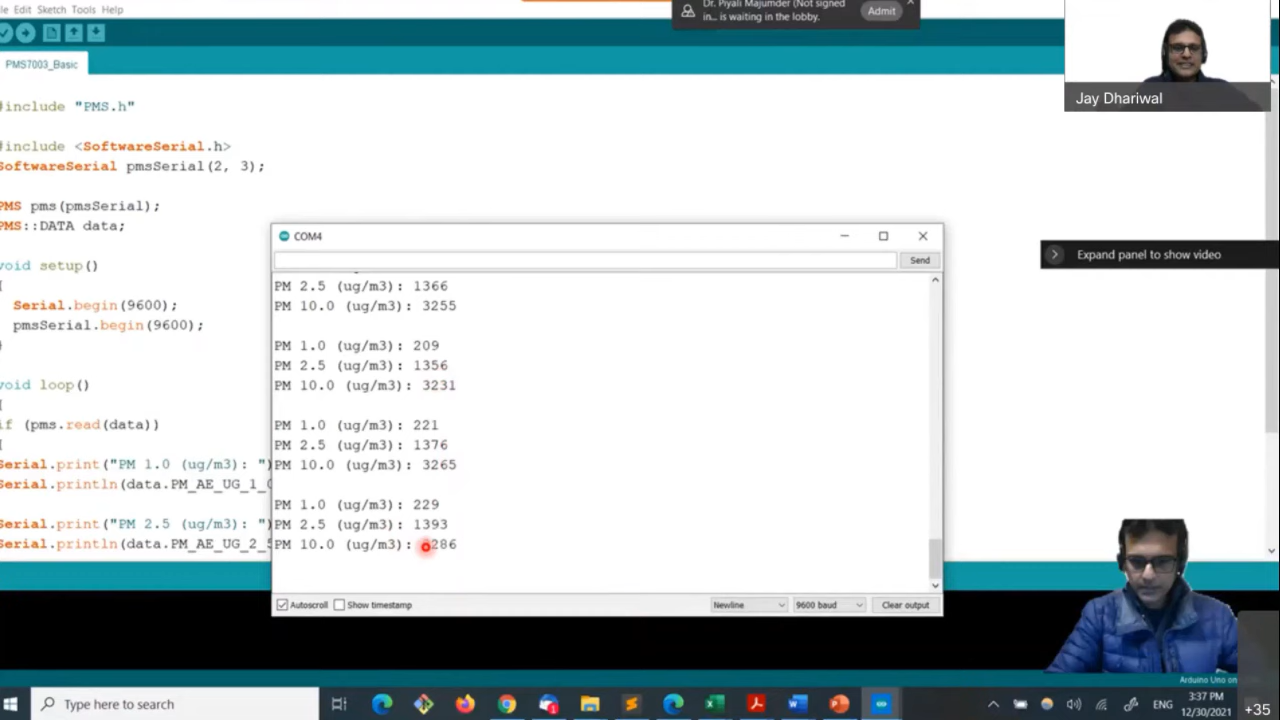 le Edit Sketch Tools Help
Dr. Piyali Majumder (Not signed
in... is waiting in the lobby.
Admit
PMS7003_Basic
Jay Dhariwal
#include "PMS.h"
#include <SoftwareSerial.h>
SoftwareSerial pmsSerial(2, 3);
PMS pms(pmsSerial);
PMS::DATA data;
void setup()
{
Serial.begin(9600);
pmsSerial.begin(9600);
}
void loop()
{
if (pms.read(data))
{
Serial.print("PM 1.0 (ug/m3): ")
Serial.println(data.PM_AE_UG_1_0
Serial.print("PM 2.5 (ug/m3): ")
Serial.println(data.PM_AE_UG_2_5
Expand panel to show video
COM4
Send
PM 2.5 (ug/m3): 1366
PM 10.0 (ug/m3): 3255
PM 1.0 (ug/m3): 209
PM 2.5 (ug/m3): 1356
PM 10.0 (ug/m3): 3231
PM 1.0 (ug/m3): 221
PM 2.5 (ug/m3): 1376
PM 10.0 (ug/m3): 3265
PM 1.0 (ug/m3): 229
PM 2.5 (ug/m3): 1393
PM 10.0 (ug/m3): 286
Autoscroll Show timestamp
Newline
9600 baud
Clear output
Arduino Uno on
Type here to search
ENG
3:37 PM
12/30/2021
+35